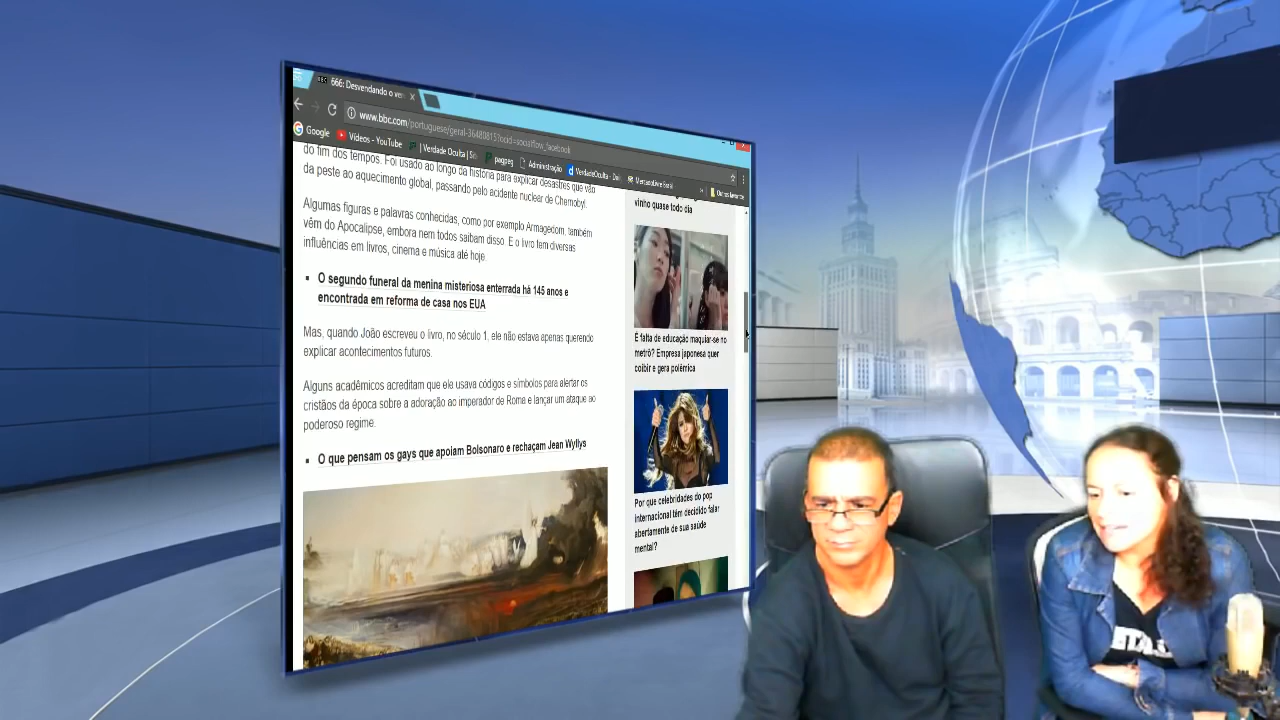 666: Desvendando o ver
www.bbc.com/portuguese/geral-36480815?ocid=socialflow_facebook
Google
Vídeos - YouTube
| Verdade Oculta |
pagpeg
Administração
VerdadeOculta - Dai
MercadoLivre Brasil
Outros favoritos
do fim dos tempos. Foi usado ao longo da história para explicar desastres que vão
da peste ao aquecimento global, passando pelo acidente nuclear de Chernobyl.
Algumas figuras e palavras conhecidas, como por exemplo Armagedom, também
vêm do Apocalipse, embora nem todos saibam disso. E o livro tem diversas
influências em livros, cinema e música até hoje.
O segundo funeral da menina misteriosa enterrada há 145 anos e
encontrada em reforma de casa nos EUA
Mas, quando João escreveu o livro, no século 1, ele não estava apenas querendo
explicar acontecimentos futuros.
Alguns acadêmicos acreditam que ele usava códigos e símbolos para alertar os
cristãos da época sobre a adoração ao imperador de Roma e lançar um ataque ao
poderoso regime.
O que pensam os gays que apoiam Bolsonaro e rechaçam Jean Wyllys
vinho quase todo dia
É falta de educação maquiar-se no
metrô? Empresa japonesa quer
coibir e gera polêmica
Por que celebridades do pop
internacional têm decidido falar
abertamente de sua saúde
mental?